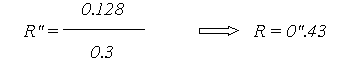 R" = 0.128 / 0.3 ⟹ R = 0".43